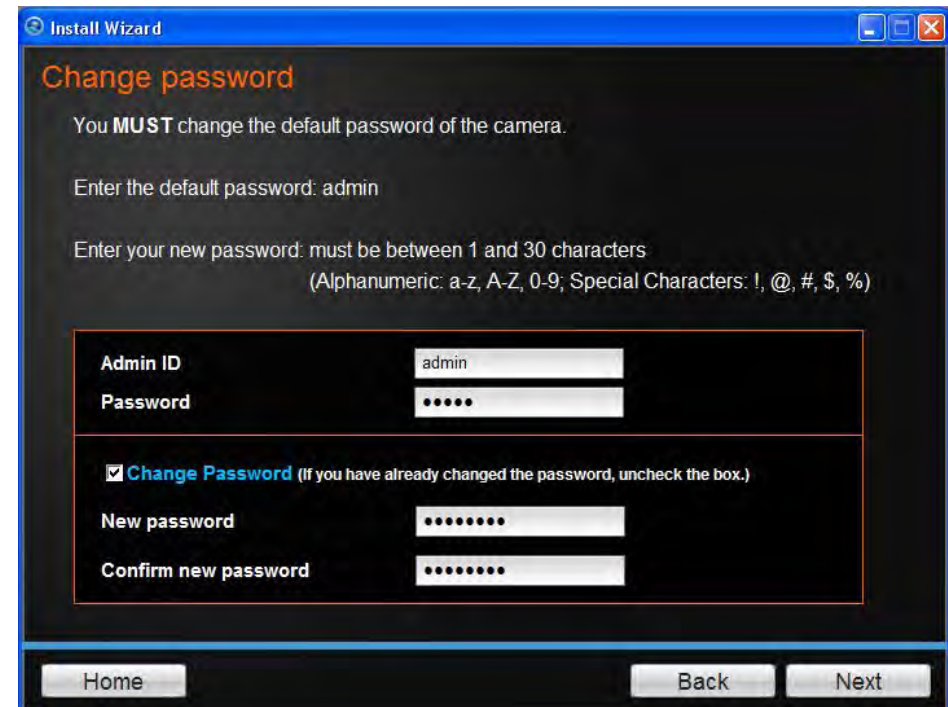 Install Wizard
Change password
You MUST change the default password of the camera.
Enter the default password: admin
Enter your new password: must be between 1 and 30 characters
(Alphanumeric: a-z, A-Z, 0-9; Special Characters: !, @, #, $, %)
Admin ID admin
Password •••••
Change Password (If you have already changed the password, uncheck the box.)
New password ••••••••
Confirm new password ••••••••
Home Back Next